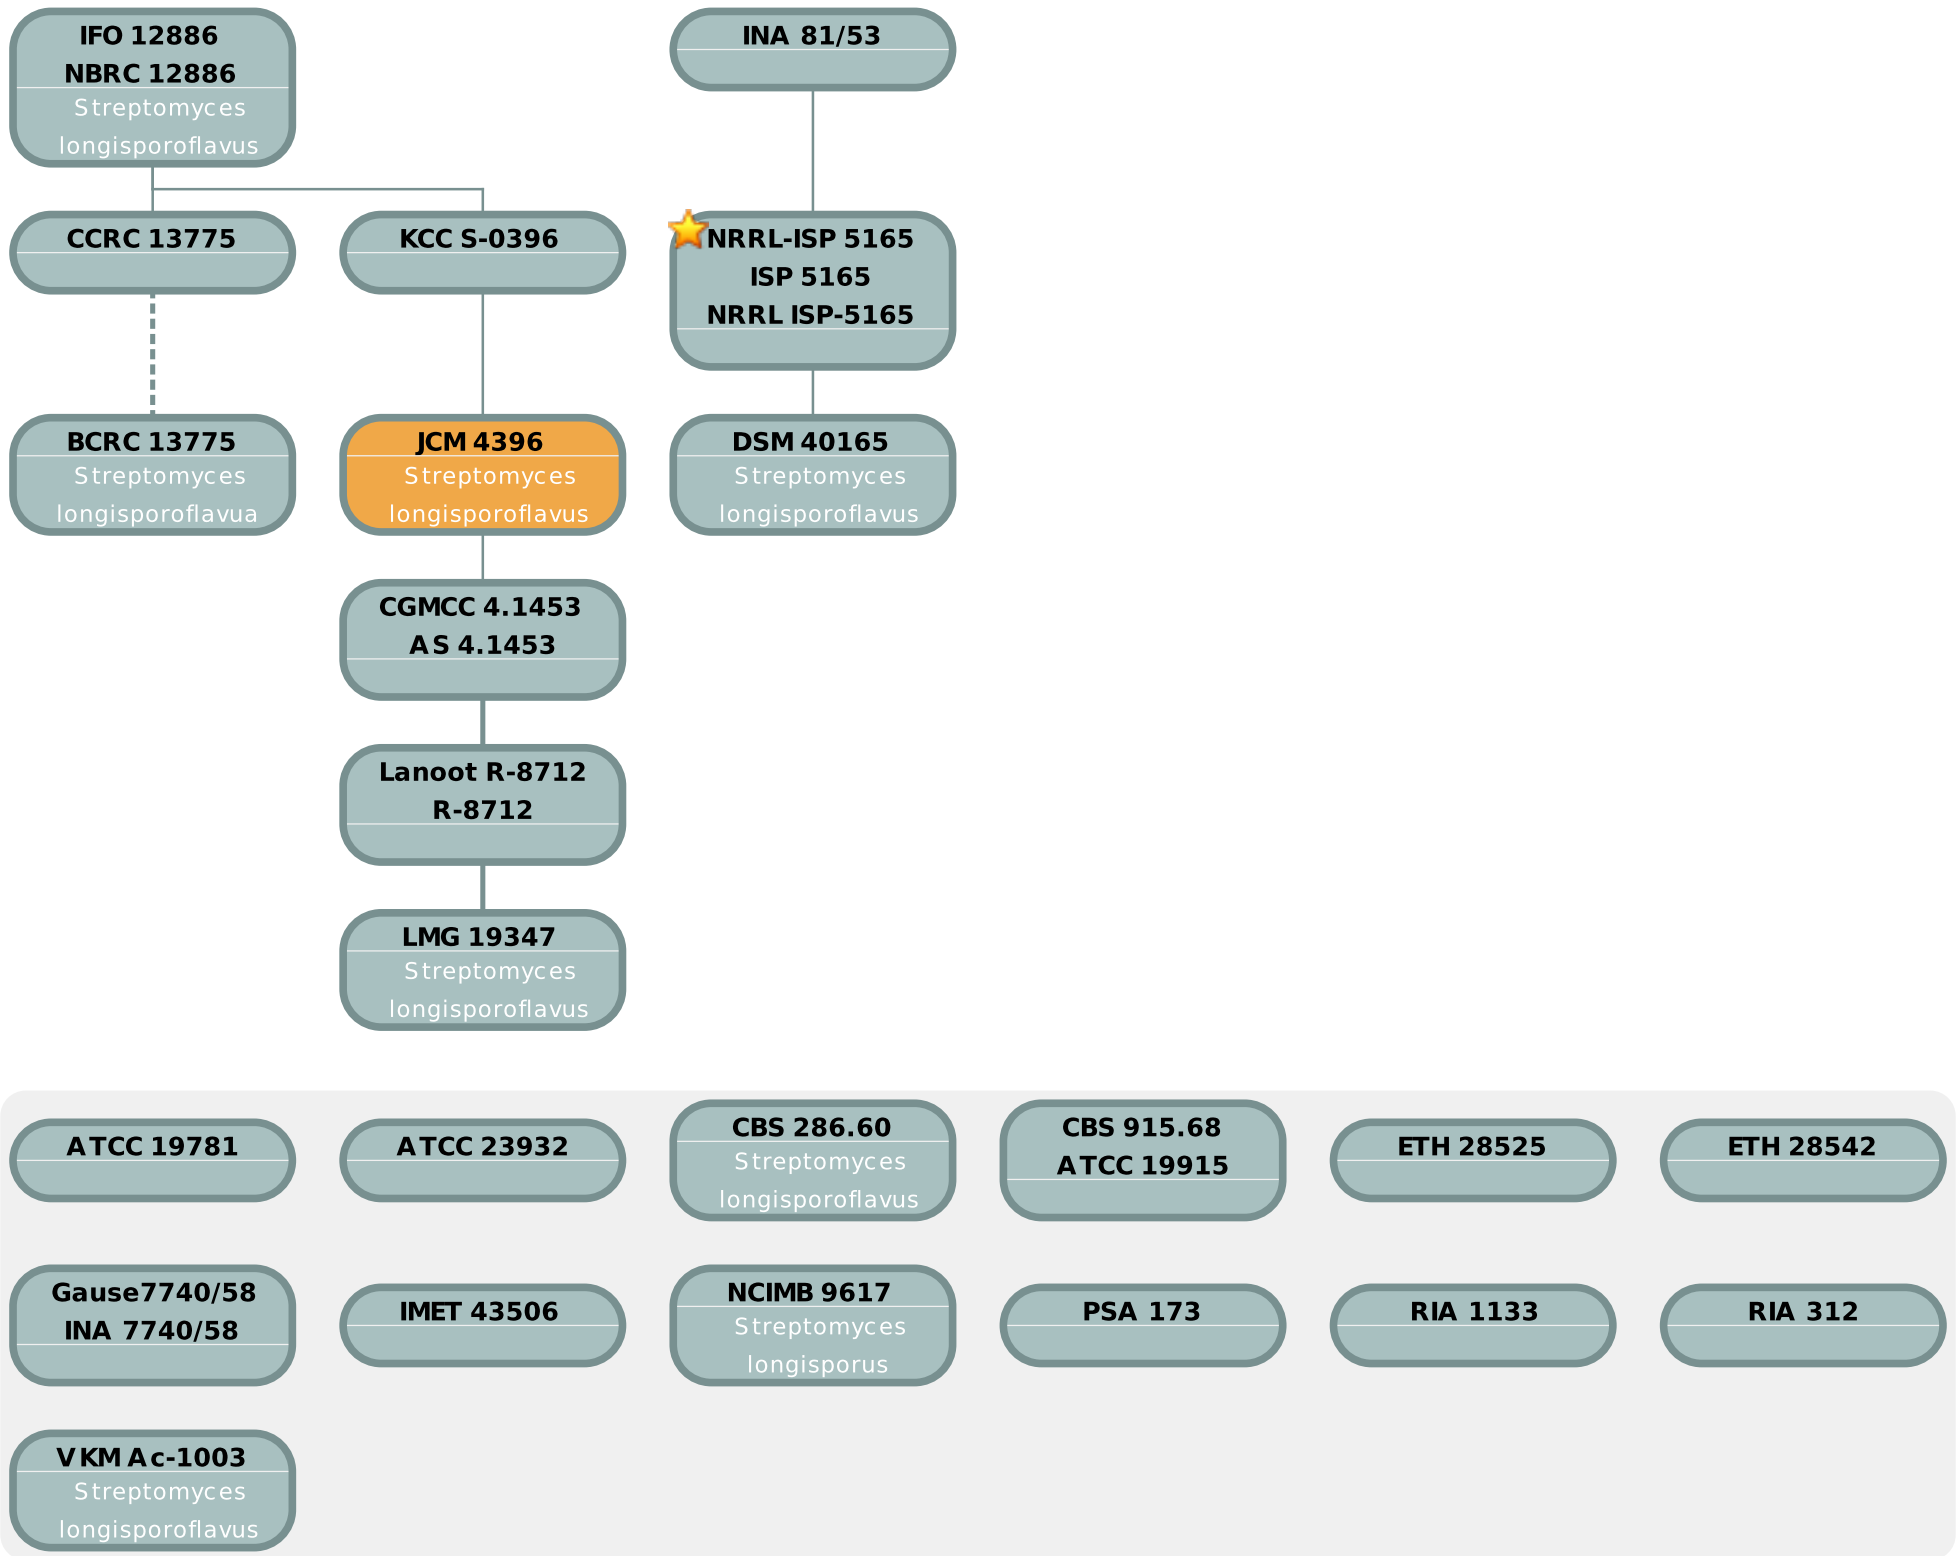 IFO 12886
NBRC 12886
Streptomyces
longisporoflavus
INA 81/53
CCRC 13775
KCC S-0396
NRRL-ISP 5165
ISP 5165
NRRL ISP-5165
BCRC 13775
Streptomyces
longisporoflavua
JCM 4396
Streptomyces
longisporoflavus
DSM 40165
Streptomyces
longisporoflavus
CGMCC 4.1453
AS 4.1453
Lanoot R-8712
R-8712
LMG 19347
Streptomyces
longisporoflavus
ATCC 19781
ATCC 23932
CBS 286.60
Streptomyces
longisporoflavus
CBS 915.68
ATCC 19915
ETH 28525
ETH 28542
Gause7740/58
INA 7740/58
IMET 43506
NCIMB 9617
Streptomyces
longisporus
PSA 173
RIA 1133
RIA 312
VKM Ac-1003
Streptomyces
longisporoflavus